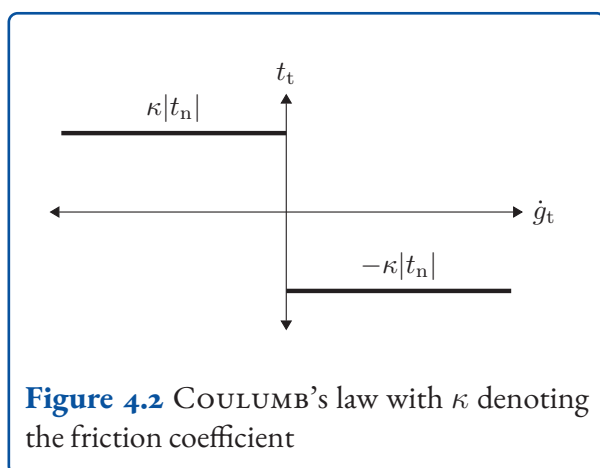 t_t
κ|t_n|
ġ_t
−κ|t_n|
Figure 4.2 COULUMB's law with κ denoting
the friction coefficient